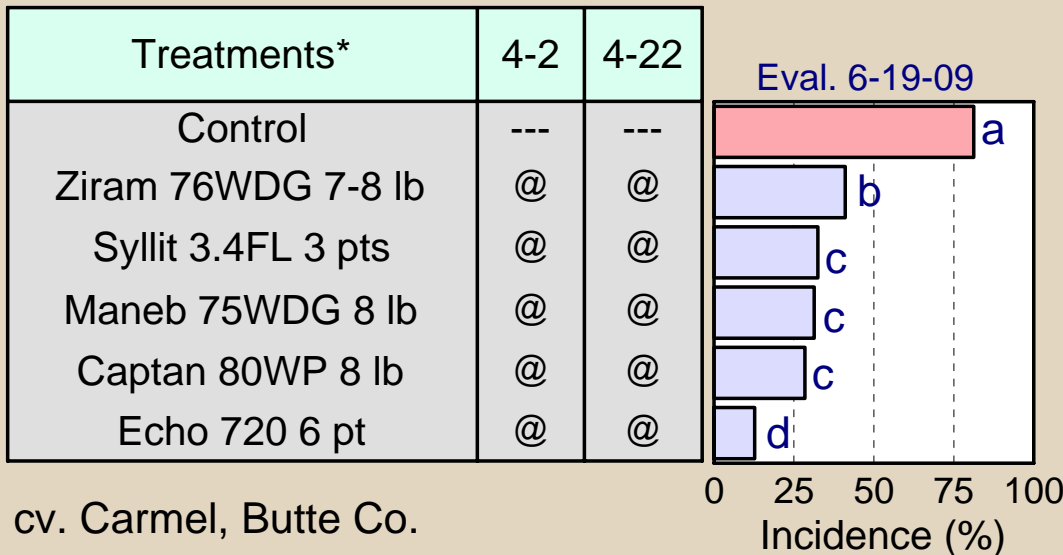 Treatments* 4-2 4-22
Eval. 6-19-09
Control --- --- a
Ziram 76WDG 7-8 lb @ @ b
Syllit 3.4FL 3 pts @ @ c
Maneb 75WDG 8 lb @ @ c
Captan 80WP 8 lb @ @ c
Echo 720 6 pt @ @ d
0 25 50 75 100
cv. Carmel, Butte Co.
Incidence (%)